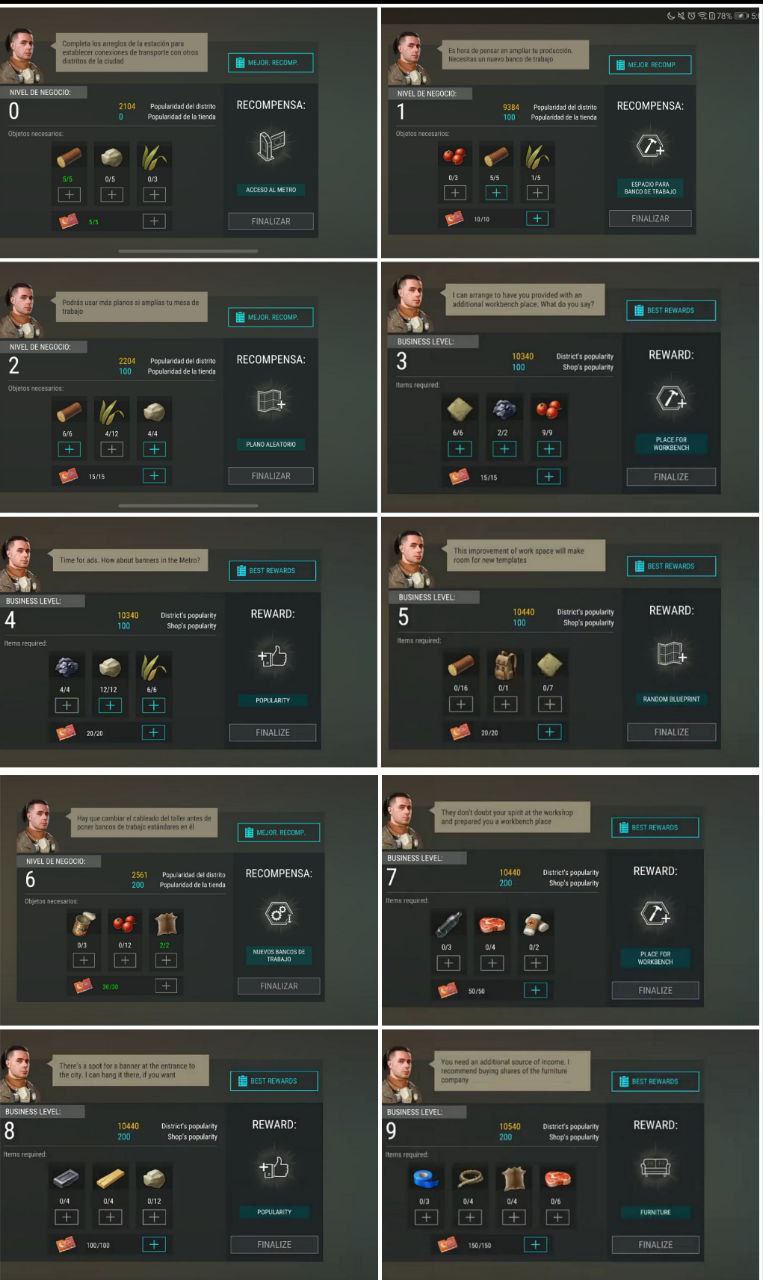 Completa los arreglos de la estación para
establecer conexiones de transporte con otros
distritos de la ciudad
MEJOR. RECOMP.
NIVEL DE NEGOCIO:
0
2104 Popularidad del distrito
0 Popularidad de la tienda
Objetos necesarios:
5/5 0/5 0/3
5/5
RECOMPENSA:
ACCESO AL METRO
FINALIZAR
78% 5:
Es hora de pensar en ampliar tu producción.
Necesitas un nuevo banco de trabajo
MEJOR. RECOMP
NIVEL DE NEGOCIO:
1
9384 Popularidad del distrito
100 Popularidad de la tienda
Objetos necesarios:
0/3 5/5 1/5
10/10
RECOMPENSA:
ESPACIO PARA
BANCO DE TRABAJO
FINALIZAR
Podrás usar más planos si amplías tu mesa de
trabajo
MEJOR. RECOMP.
NIVEL DE NEGOCIO:
2
2204 Popularidad del distrito
100 Popularidad de la tienda
Objetos necesarios:
6/6 4/12 4/4
15/15
RECOMPENSA:
PLANO ALEATORIO
FINALIZAR
I can arrange to have you provided with an
additional workbench place. What do you say?
BEST REWARDS
BUSINESS LEVEL:
3
10340 District's popularity
100 Shop's popularity
Items required:
6/6 2/2 9/9
15/15
REWARD:
PLACE FOR
WORKBENCH
FINALIZE
Time for ads. How about banners in the Metro?
BEST REWARDS
BUSINESS LEVEL:
4
10340 District's popularity
100 Shop's popularity
Items required:
4/4 12/12 6/6
20/20
REWARD:
POPULARITY
FINALIZE
This improvement of work space will make
room for new templates
BEST REWARDS
BUSINESS LEVEL:
5
10440 District's popularity
100 Shop's popularity
Items required:
0/16 0/1 0/7
20/20
REWARD:
RANDOM BLUEPRINT
FINALIZE
Hay que cambiar el cableado del taller antes de
poner bancos de trabajo estándares en él
MEJOR. RECOMP.
NIVEL DE NEGOCIO:
6
2561 Popularidad del distrito
200 Popularidad de la tienda
Objetos necesarios:
0/3 0/12 2/2
30/30
RECOMPENSA:
NUEVOS BANCOS DE
TRABAJO
FINALIZAR
They don't doubt your spirit at the workshop
and prepared you a workbench place
BEST REWARDS
BUSINESS LEVEL:
7
10440 District's popularity
200 Shop's popularity
Items required:
0/3 0/4 0/2
50/50
REWARD:
PLACE FOR
WORKBENCH
FINALIZE
There's a spot for a banner at the entrance to
the city. I can hang it there, if you want
BEST REWARDS
BUSINESS LEVEL:
8
10440 District's popularity
200 Shop's popularity
Items required:
0/4 0/4 0/12
100/100
REWARD:
POPULARITY
FINALIZE
You need an additional source of income. I
recommend buying shares of the furniture
company
BEST REWARDS
BUSINESS LEVEL:
9
10540 District's popularity
200 Shop's popularity
Items required:
0/3 0/4 0/4 0/6
150/150
REWARD:
FURNITURE
FINALIZE